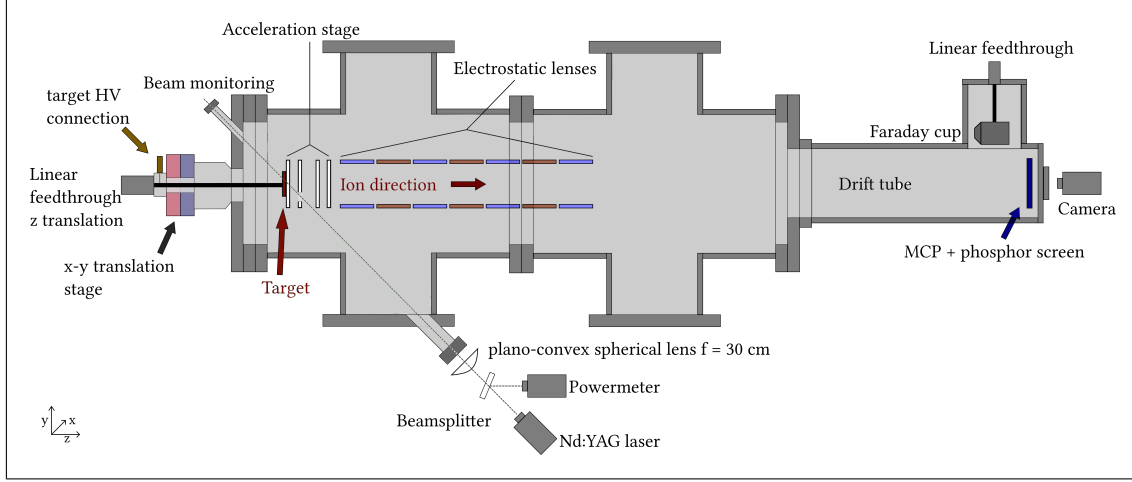 Acceleration stage
Linear feedthrough
Electrostatic lenses
Beam monitoring
target HV
connection
Faraday cup
Linear
feedthrough
z translation
Ion direction
Drift tube
Camera
MCP + phosphor screen
x-y translation
stage
Target
plano-convex spherical lens f = 30 cm
Powermeter
Beamsplitter
Nd:YAG laser
y
x
z